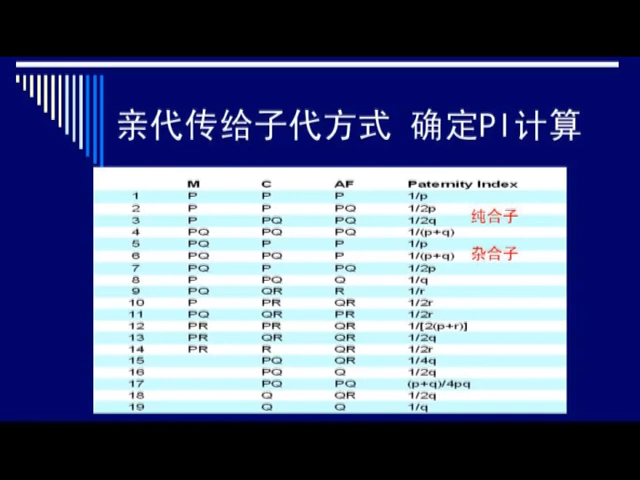 亲代传给子代方式 确定PI计算
M C AF Paternity Index
1 P P P 1/p
2 P P PQ 1/2p
3 P PQ PQ 1/2q 纯合子
4 PQ PQ PQ 1/(p+q)
5 PQ P P 1/p
6 PQ PQ P 1/(p+q) 杂合子
7 PQ P PQ 1/2p
8 P PQ Q 1/q
9 PQ QR R 1/r
10 P PR QR 1/2r
11 PQ PR QR 1/2r
12 PR PR QR 1/[2(p+r)]
13 PR QR QR 1/2q
14 PR R QR 1/2r
15 PQ QR 1/4q
16 PQ Q 1/2q
17 PQ PQ (p+q)/4pq
18 Q QR 1/2q
19 Q Q 1/q